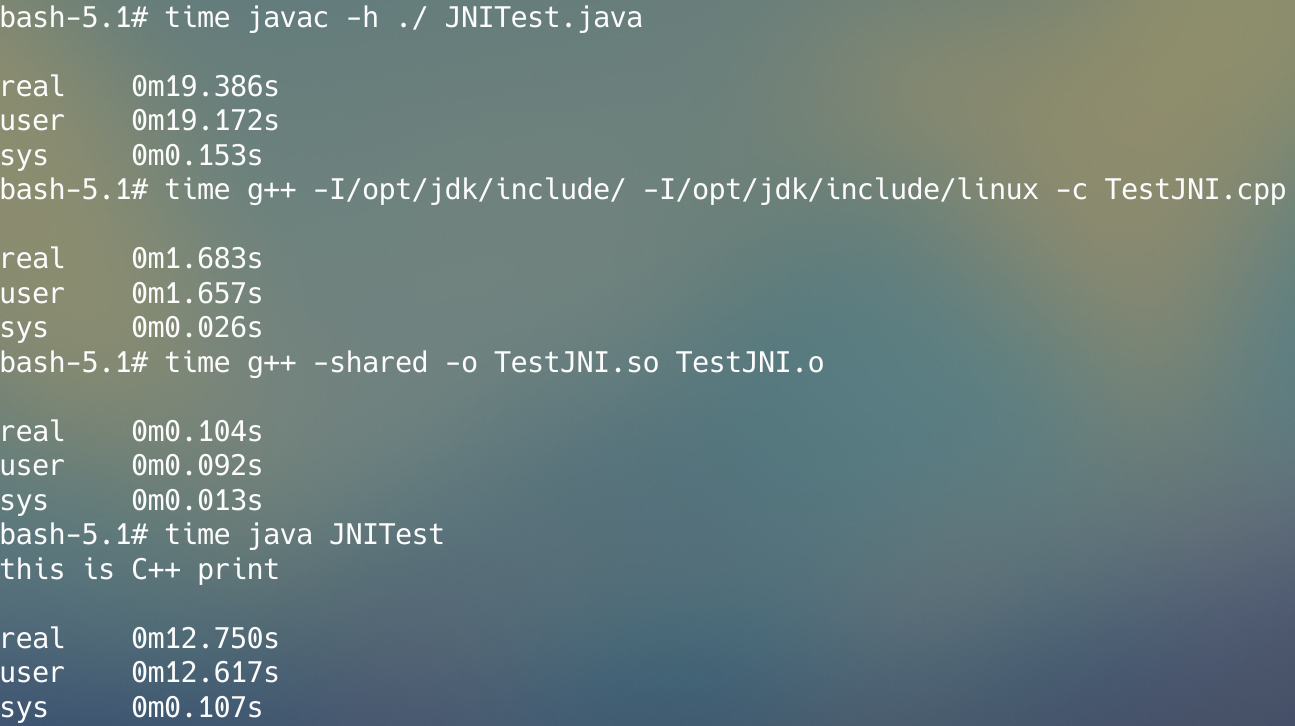 bash-5.1# time javac -h ./ JNITest.java
real    0m19.386s
user    0m19.172s
sys     0m0.153s
bash-5.1# time g++ -I/opt/jdk/include/ -I/opt/jdk/include/linux -c TestJNI.cpp
real    0m1.683s
user    0m1.657s
sys     0m0.026s
bash-5.1# time g++ -shared -o TestJNI.so TestJNI.o
real    0m0.104s
user    0m0.092s
sys     0m0.013s
bash-5.1# time java JNITest
this is C++ print
real    0m12.750s
user    0m12.617s
sys     0m0.107s